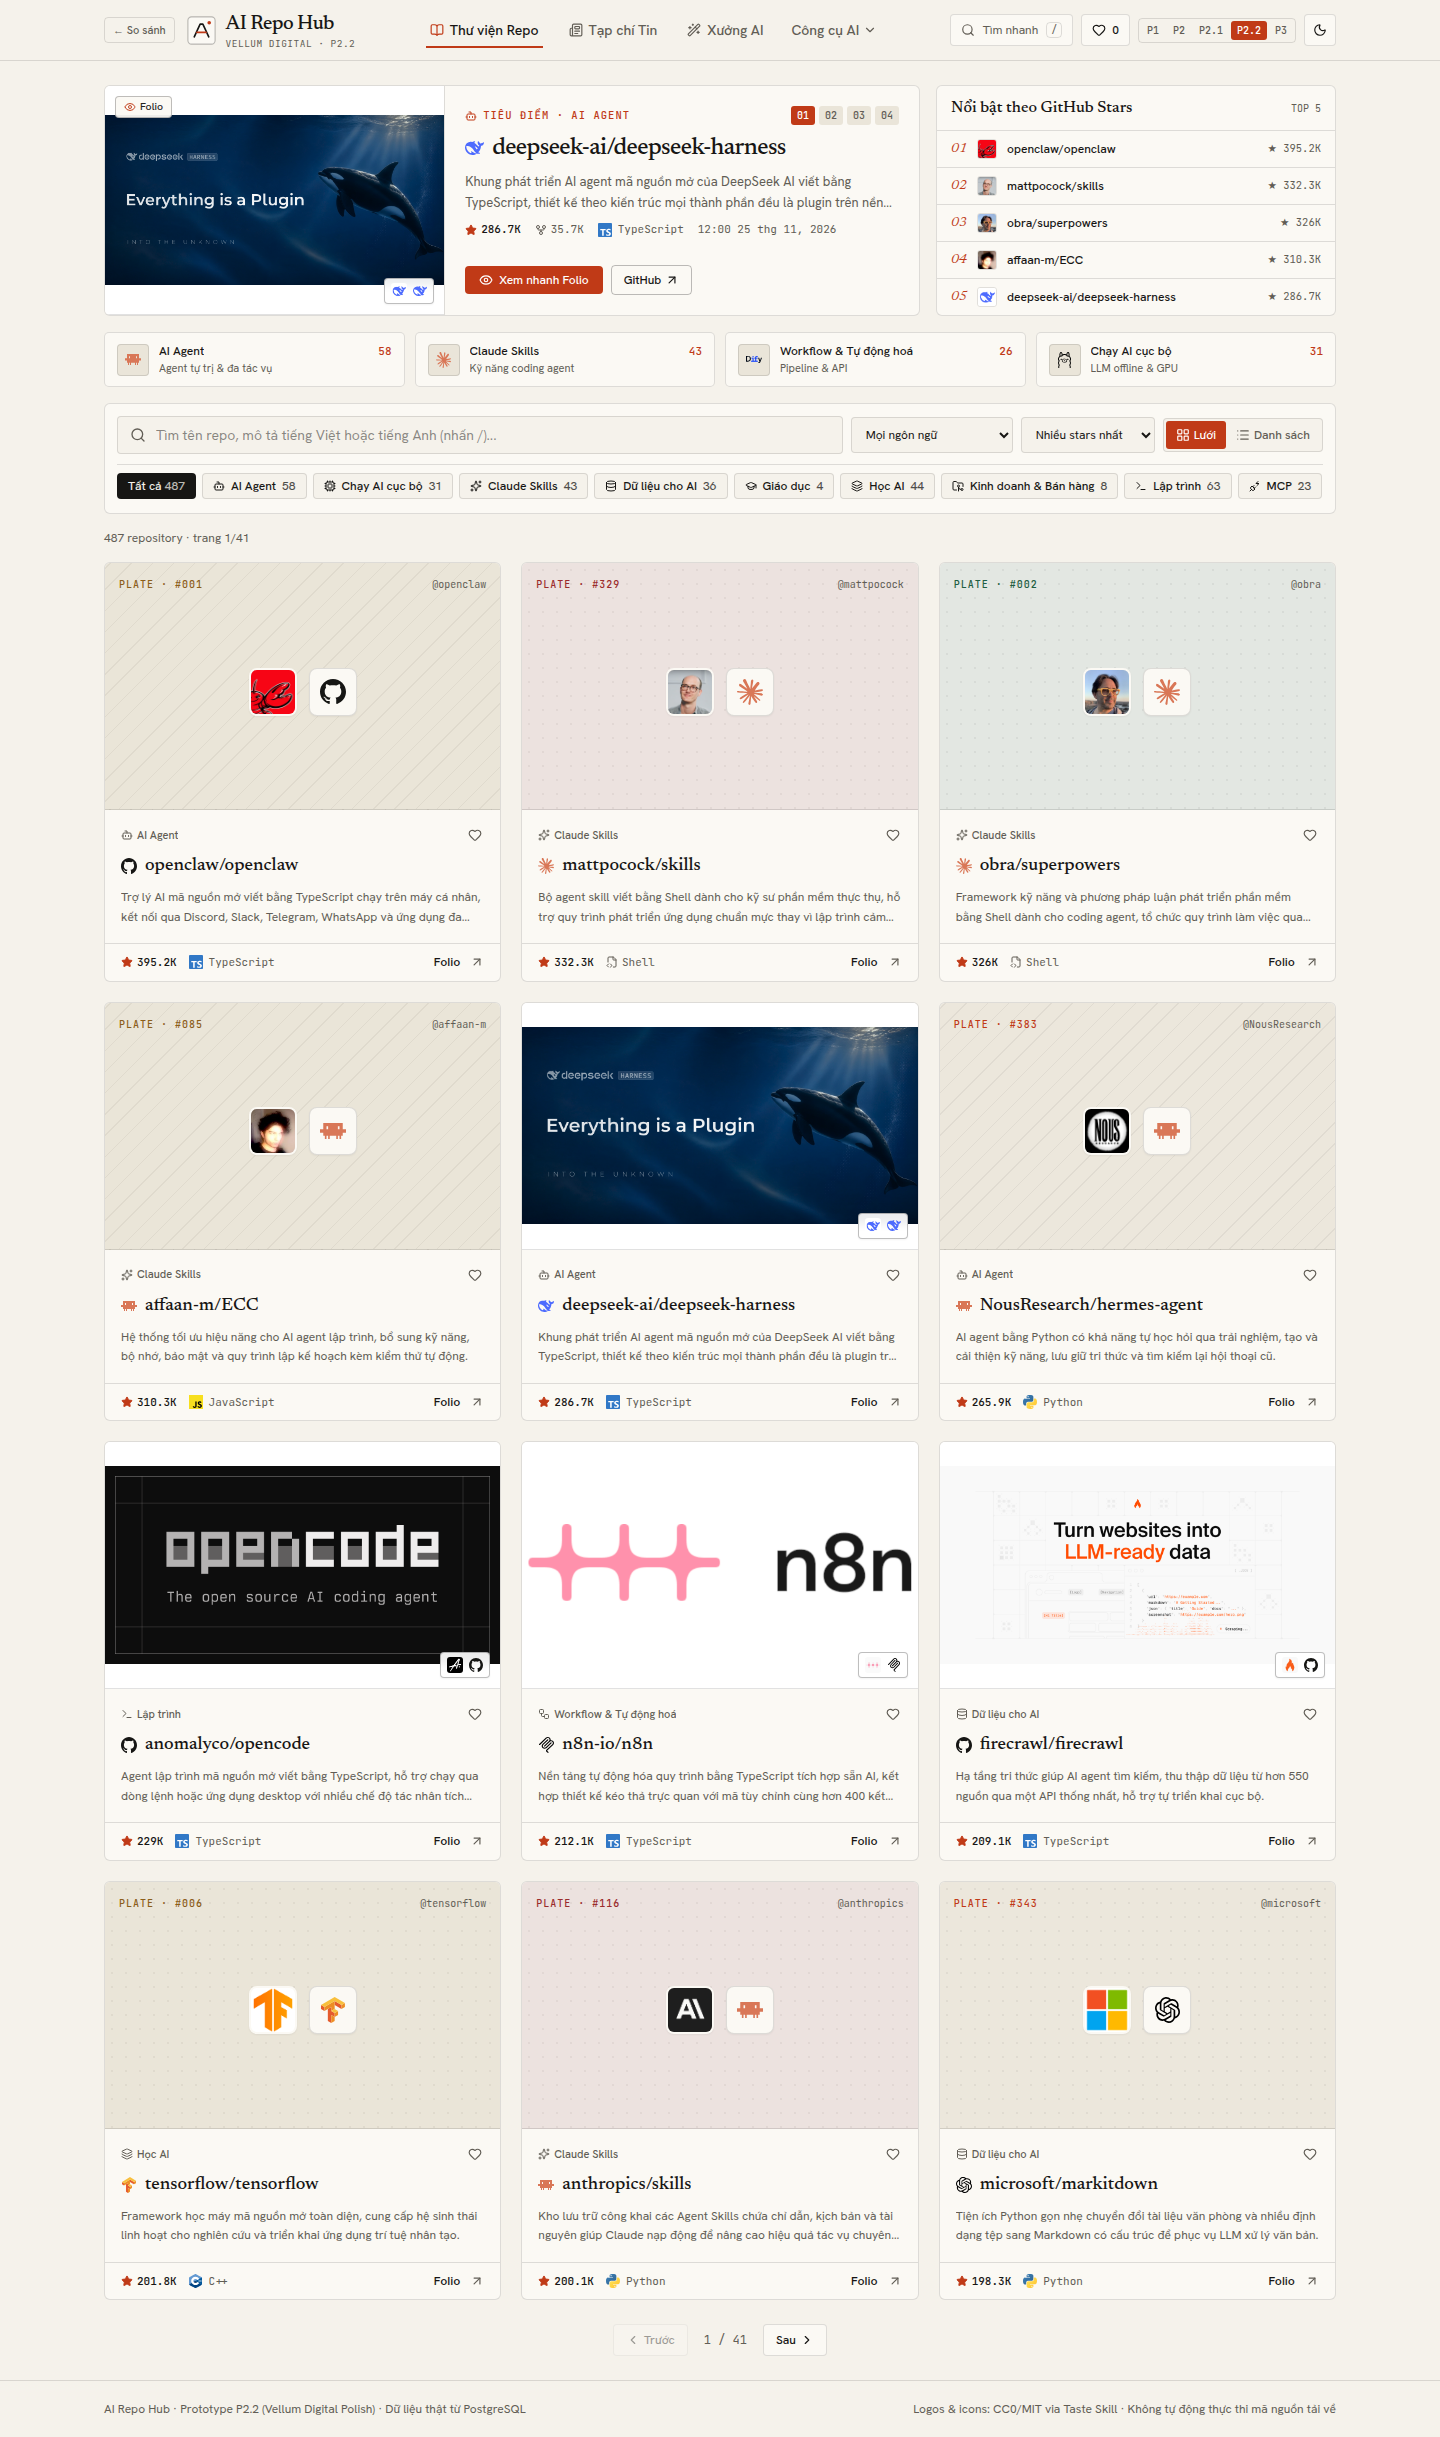 ← So sánh
AI Repo Hub
VELLUM DIGITAL · P2.2
Thư viện Repo
Tạp chí Tin
Xưởng AI
Công cụ AI
Tìm nhanh /
0
P1 P2 P2.1 P2.2 P3
Folio
deepseek HARNESS
Everything is a Plugin
INTO THE UNKNOWN
TIÊU ĐIỂM · AI AGENT
01 02 03 04
deepseek-ai/deepseek-harness
Khung phát triển AI agent mã nguồn mở của DeepSeek AI viết bằng
TypeScript, thiết kế theo kiến trúc mọi thành phần đều là plugin trên nền...
286.7K 35.7K TypeScript 12:00 25 thg 11, 2026
Xem nhanh Folio
GitHub
Nổi bật theo GitHub Stars
TOP 5
01 openclaw/openclaw ★ 395.2K
02 mattpocock/skills ★ 332.3K
03 obra/superpowers ★ 326K
04 affaan-m/ECC ★ 310.3K
05 deepseek-ai/deepseek-harness ★ 286.7K
AI Agent 58
Agent tự trị & đa tác vụ
Claude Skills 43
Kỹ năng coding agent
Dify
Workflow & Tự động hoá 26
Pipeline & API
Chạy AI cục bộ 31
LLM offline & GPU
Tìm tên repo, mô tả tiếng Việt hoặc tiếng Anh (nhấn /)...
Mọi ngôn ngữ
Nhiều stars nhất
Lưới
Danh sách
Tất cả 487
AI Agent 58
Chạy AI cục bộ 31
Claude Skills 43
Dữ liệu cho AI 36
Giáo dục 4
Học AI 44
Kinh doanh & Bán hàng 8
Lập trình 63
MCP 23
487 repository · trang 1/41
PLATE · #001 @openclaw
AI Agent
openclaw/openclaw
Trợ lý AI mã nguồn mở viết bằng TypeScript chạy trên máy cá nhân,
kết nối qua Discord, Slack, Telegram, WhatsApp và ứng dụng đa...
395.2K TypeScript Folio
PLATE · #329 @mattpocock
Claude Skills
mattpocock/skills
Bộ agent skill viết bằng Shell dành cho kỹ sư phần mềm thực thụ, hỗ
trợ quy trình phát triển ứng dụng chuẩn mực thay vì lập trình cảm...
332.3K Shell Folio
PLATE · #002 @obra
Claude Skills
obra/superpowers
Framework kỹ năng và phương pháp luận phát triển phần mềm
bằng Shell dành cho coding agent, tổ chức quy trình làm việc qua...
326K Shell Folio
PLATE · #085 @affaan-m
Claude Skills
affaan-m/ECC
Hệ thống tối ưu hiệu năng cho AI agent lập trình, bổ sung kỹ năng,
bộ nhớ, bảo mật và quy trình lập kế hoạch kèm kiểm thử tự động.
310.3K JavaScript Folio
deepseek HARNESS
Everything is a Plugin
INTO THE UNKNOWN
AI Agent
deepseek-ai/deepseek-harness
Khung phát triển AI agent mã nguồn mở của DeepSeek AI viết bằng
TypeScript, thiết kế theo kiến trúc mọi thành phần đều là plugin tr...
286.7K TypeScript Folio
PLATE · #383 @NousResearch
NOUS
AI Agent
NousResearch/hermes-agent
AI agent bằng Python có khả năng tự học hỏi qua trải nghiệm, tạo và
cải thiện kỹ năng, lưu giữ tri thức và tìm kiếm lại hội thoại cũ.
265.9K Python Folio
opencode
The open source AI coding agent
Lập trình
anomalyco/opencode
Agent lập trình mã nguồn mở viết bằng TypeScript, hỗ trợ chạy qua
dòng lệnh hoặc ứng dụng desktop với nhiều chế độ tác nhân tích...
229K TypeScript Folio
n8n
Workflow & Tự động hoá
n8n-io/n8n
Nền tảng tự động hóa quy trình bằng TypeScript tích hợp sẵn AI, kết
hợp thiết kế kéo thả trực quan với mã tùy chỉnh cùng hơn 400 kết...
212.1K TypeScript Folio
Turn websites into
LLM-ready data
Dữ liệu cho AI
firecrawl/firecrawl
Hạ tầng tri thức giúp AI agent tìm kiếm, thu thập dữ liệu từ hơn 550
nguồn qua một API thống nhất, hỗ trợ tự triển khai cục bộ.
209.1K TypeScript Folio
PLATE · #006 @tensorflow
Học AI
tensorflow/tensorflow
Framework học máy mã nguồn mở toàn diện, cung cấp hệ sinh thái
linh hoạt cho nghiên cứu và triển khai ứng dụng trí tuệ nhân tạo.
201.8K C++ Folio
PLATE · #116 @anthropics
Claude Skills
anthropics/skills
Kho lưu trữ công khai các Agent Skills chứa chỉ dẫn, kịch bản và tài
nguyên giúp Claude nạp động để nâng cao hiệu quả tác vụ chuyên...
200.1K Python Folio
PLATE · #343 @microsoft
Dữ liệu cho AI
microsoft/markitdown
Tiện ích Python gọn nhẹ chuyển đổi tài liệu văn phòng và nhiều định
dạng tệp sang Markdown có cấu trúc để phục vụ LLM xử lý văn bản.
198.3K Python Folio
Trước
1 / 41
Sau
AI Repo Hub · Prototype P2.2 (Vellum Digital Polish) · Dữ liệu thật từ PostgreSQL
Logos & icons: CC0/MIT via Taste Skill · Không tự động thực thi mã nguồn tải về